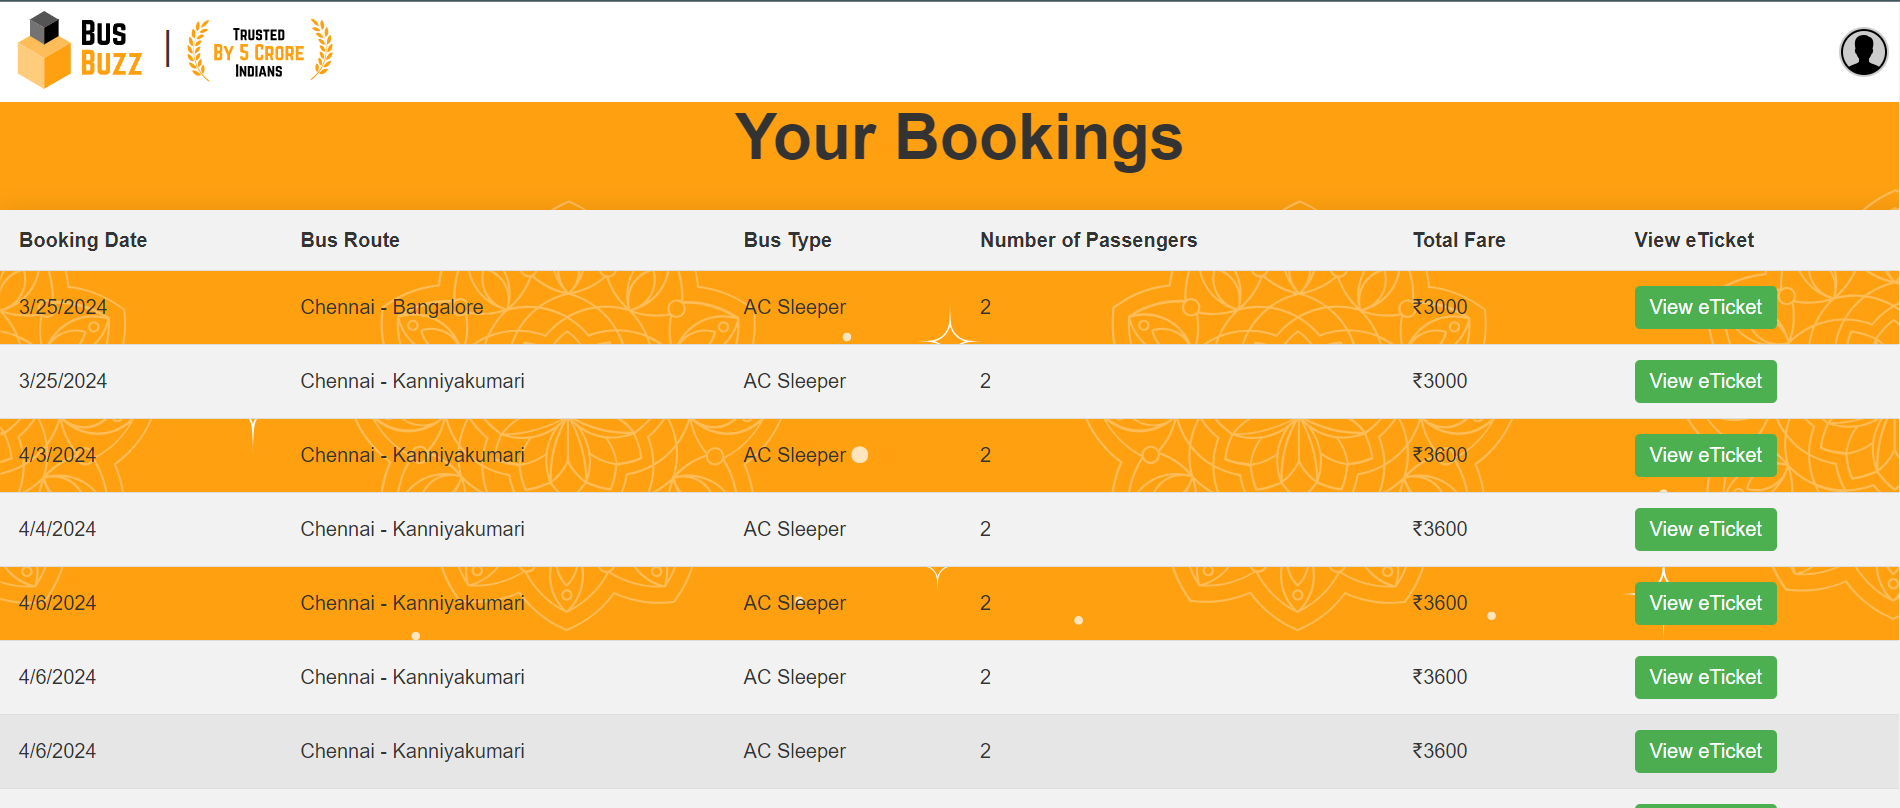 BUS
BUZZ
|
TRUSTED
BY 5 CRORE
INDIANS
Your Bookings
Booking Date Bus Route Bus Type Number of Passengers Total Fare View eTicket
3/25/2024 Chennai - Bangalore AC Sleeper 2 ₹3000 View eTicket
3/25/2024 Chennai - Kanniyakumari AC Sleeper 2 ₹3000 View eTicket
4/3/2024 Chennai - Kanniyakumari AC Sleeper 2 ₹3600 View eTicket
4/4/2024 Chennai - Kanniyakumari AC Sleeper 2 ₹3600 View eTicket
4/6/2024 Chennai - Kanniyakumari AC Sleeper 2 ₹3600 View eTicket
4/6/2024 Chennai - Kanniyakumari AC Sleeper 2 ₹3600 View eTicket
4/6/2024 Chennai - Kanniyakumari AC Sleeper 2 ₹3600 View eTicket